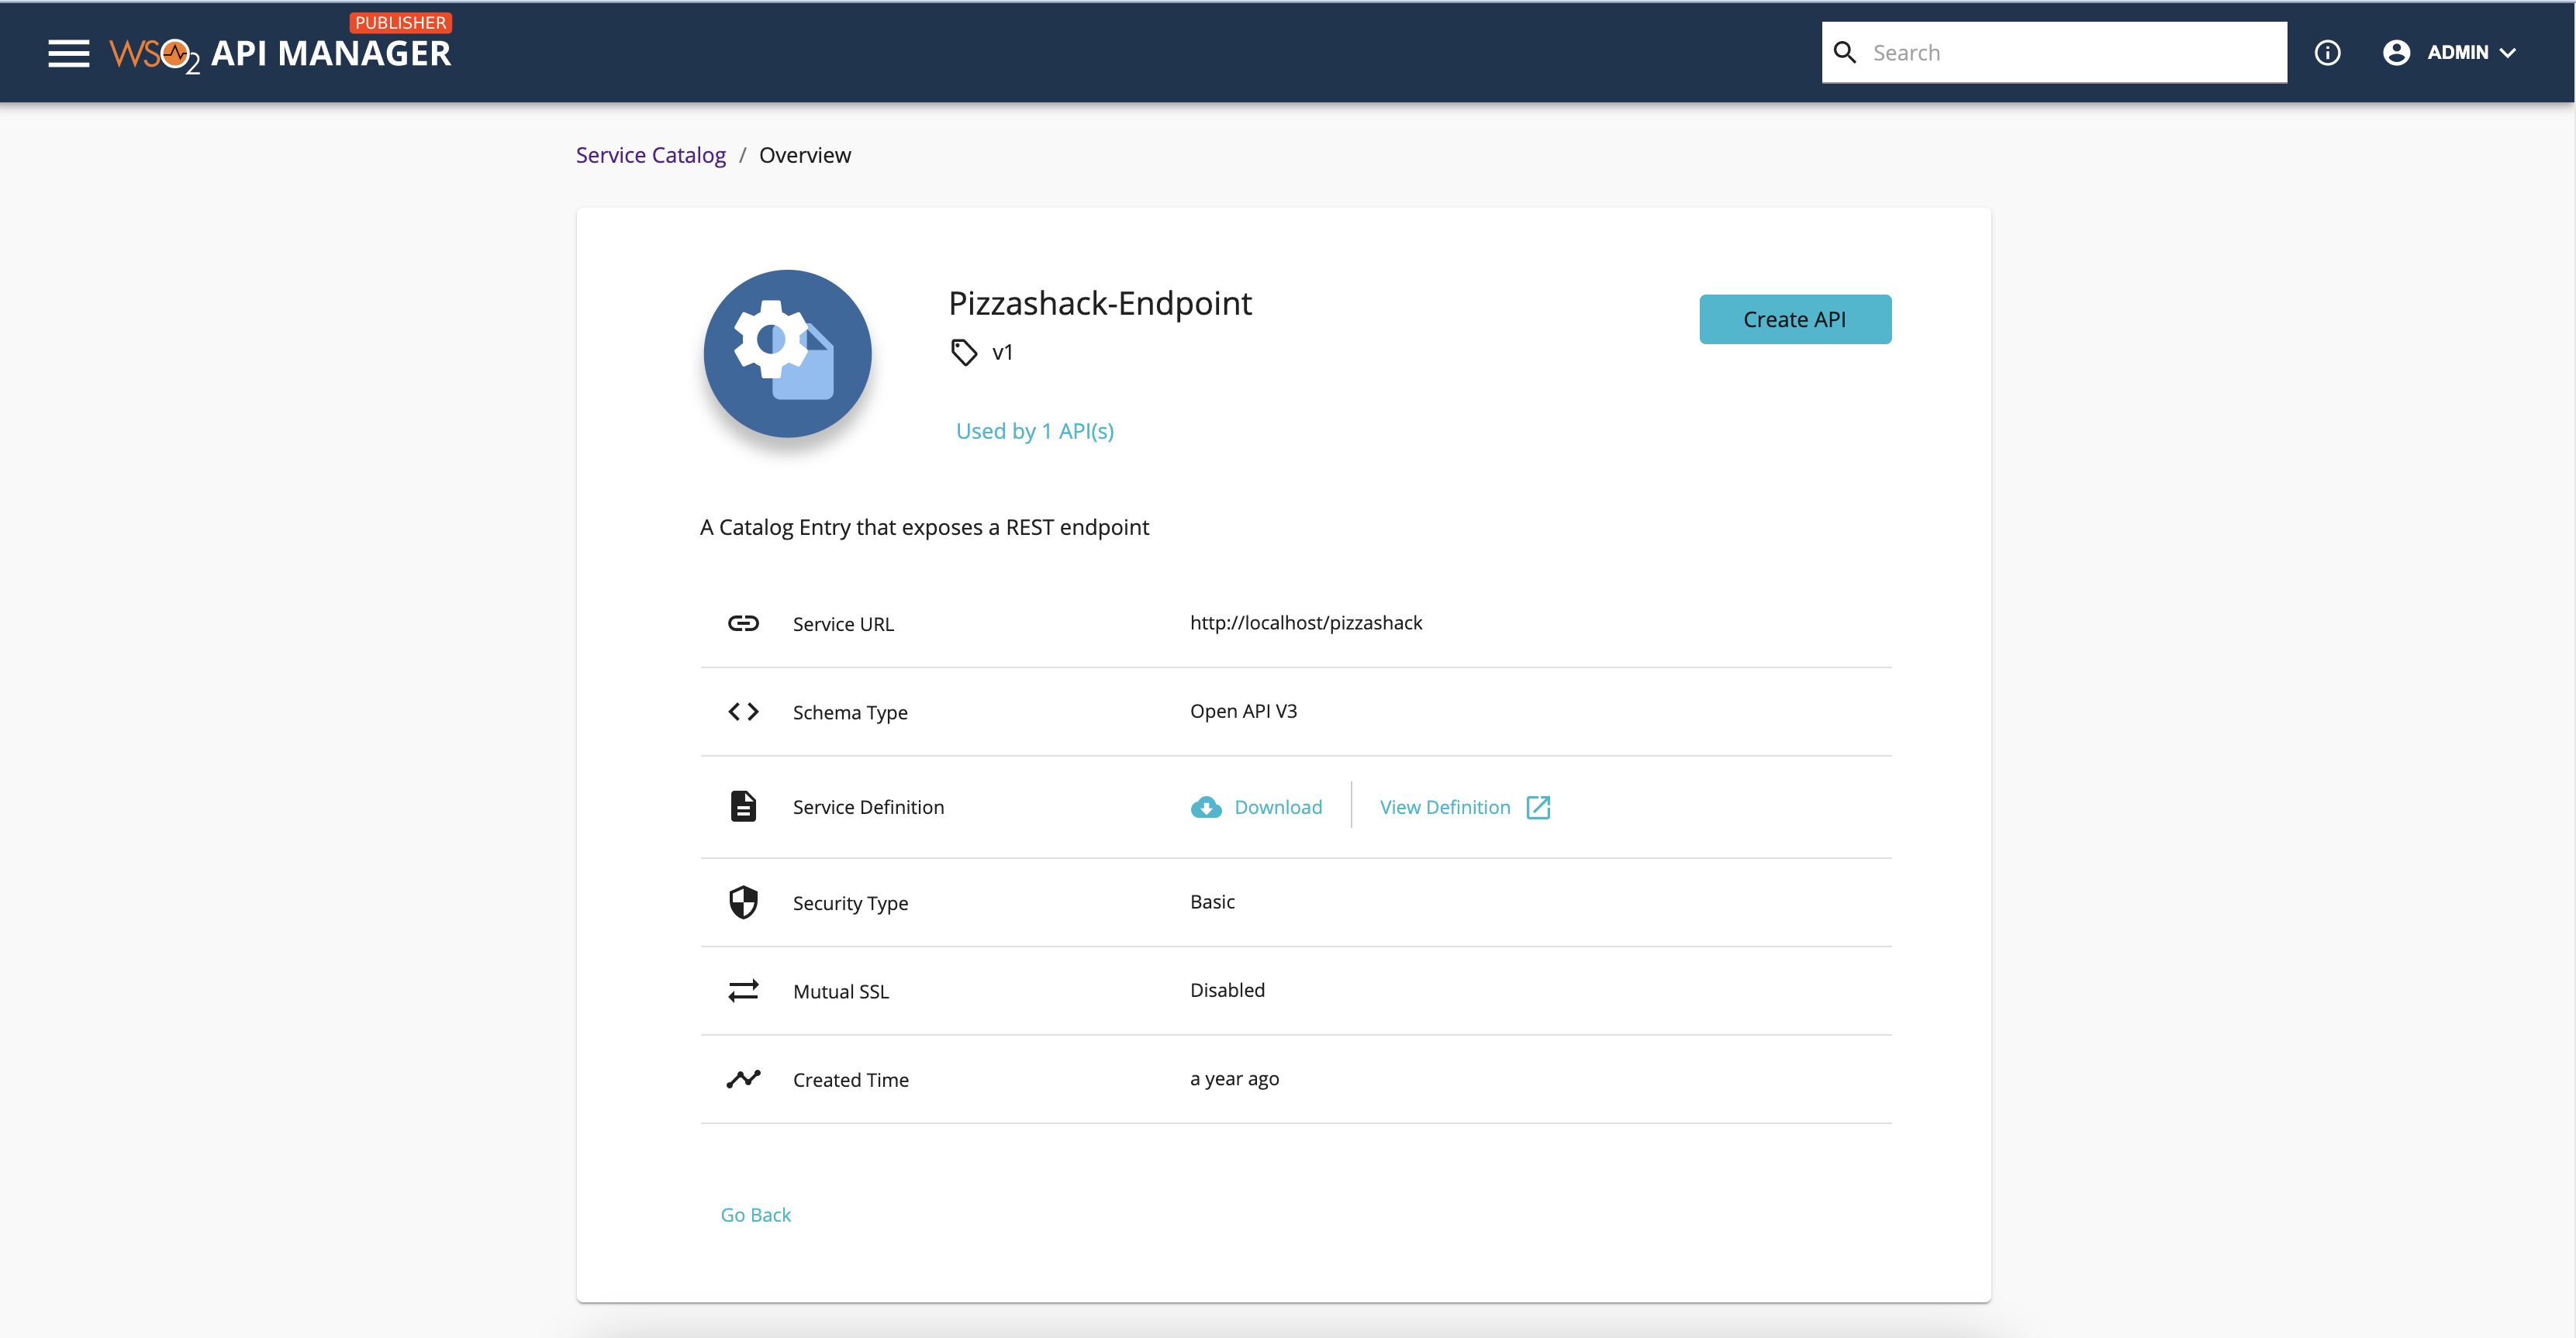 PUBLISHER
WSO2 API MANAGER
Search
ADMIN
Service Catalog / Overview
Pizzashack-Endpoint
Create API
v1
Used by 1 API(s)
A Catalog Entry that exposes a REST endpoint
Service URL http://localhost/pizzashack
Schema Type Open API V3
Service Definition Download View Definition
Security Type Basic
Mutual SSL Disabled
Created Time a year ago
Go Back